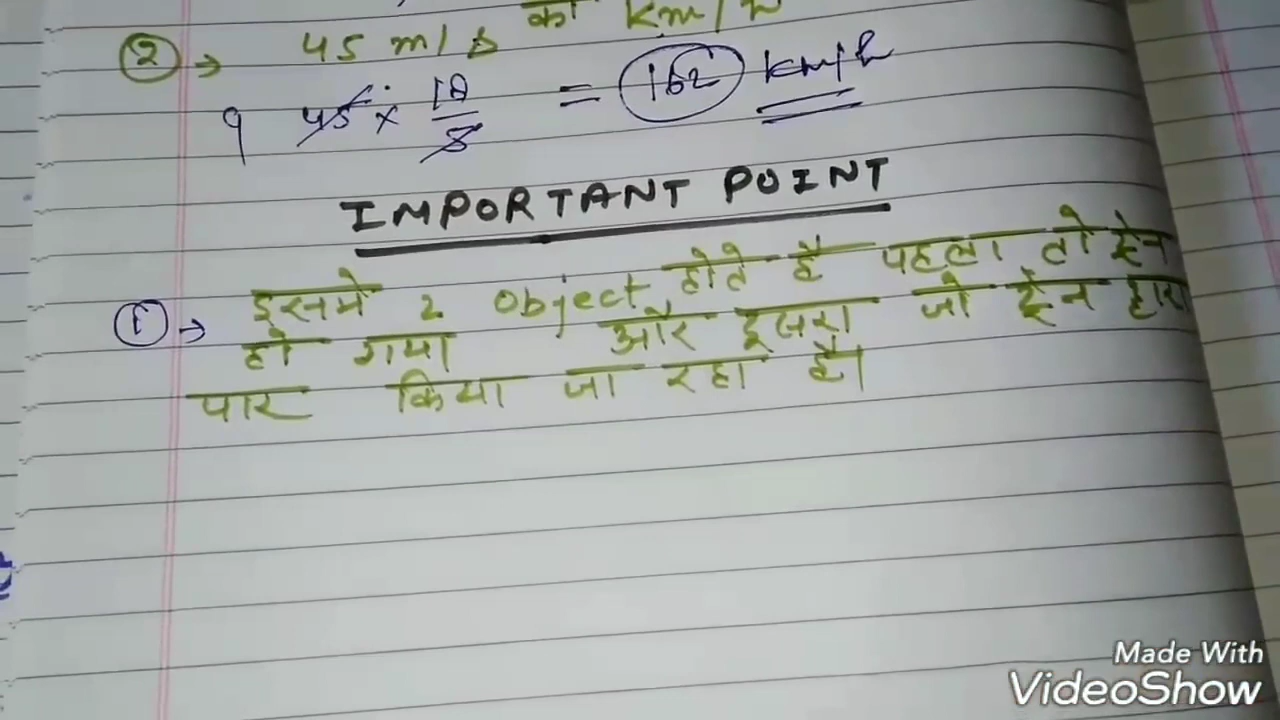 ② → 45 m/s को km/h
9 45 × 18/5 = 162 km/h
IMPORTANT POINT
① → इसमे 2 object होते है पहला तो ट्रेन
हो गया और दूसरा जो ट्रेन द्वारा
पार किया जा रहा है।
Made With
VideoShow